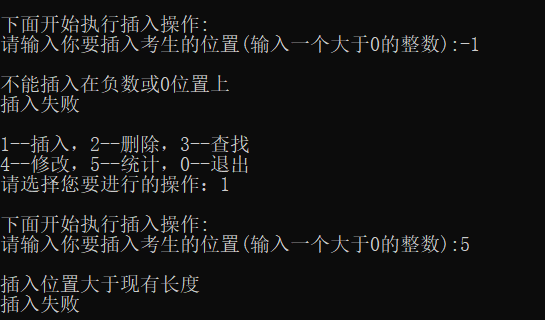 下面开始执行插入操作:
请输入你要插入考生的位置(输入一个大于0的整数):-1
不能插入在负数或0位置上
插入失败
1--插入，2--删除，3--查找
4--修改，5--统计，0--退出
请选择您要进行的操作：1
下面开始执行插入操作:
请输入你要插入考生的位置(输入一个大于0的整数):5
插入位置大于现有长度
插入失败